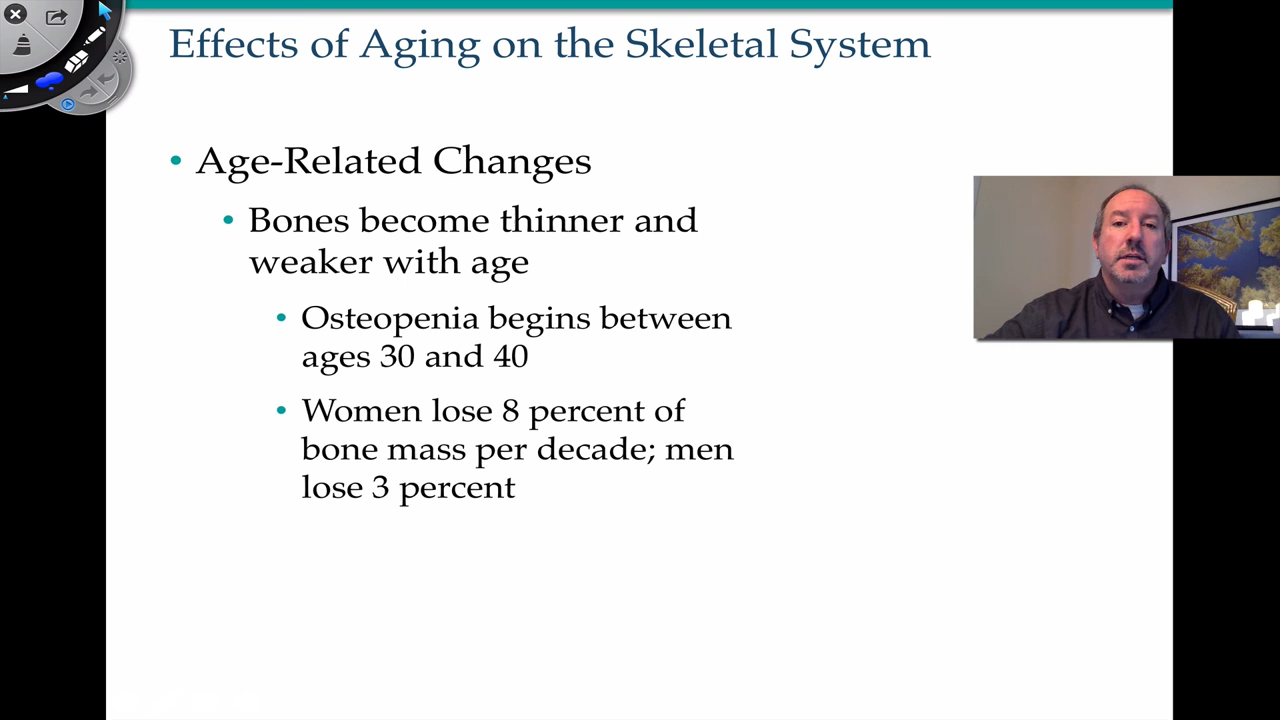 Effects of Aging on the Skeletal System
• Age-Related Changes
• Bones become thinner and
weaker with age
• Osteopenia begins between
ages 30 and 40
• Women lose 8 percent of
bone mass per decade; men
lose 3 percent